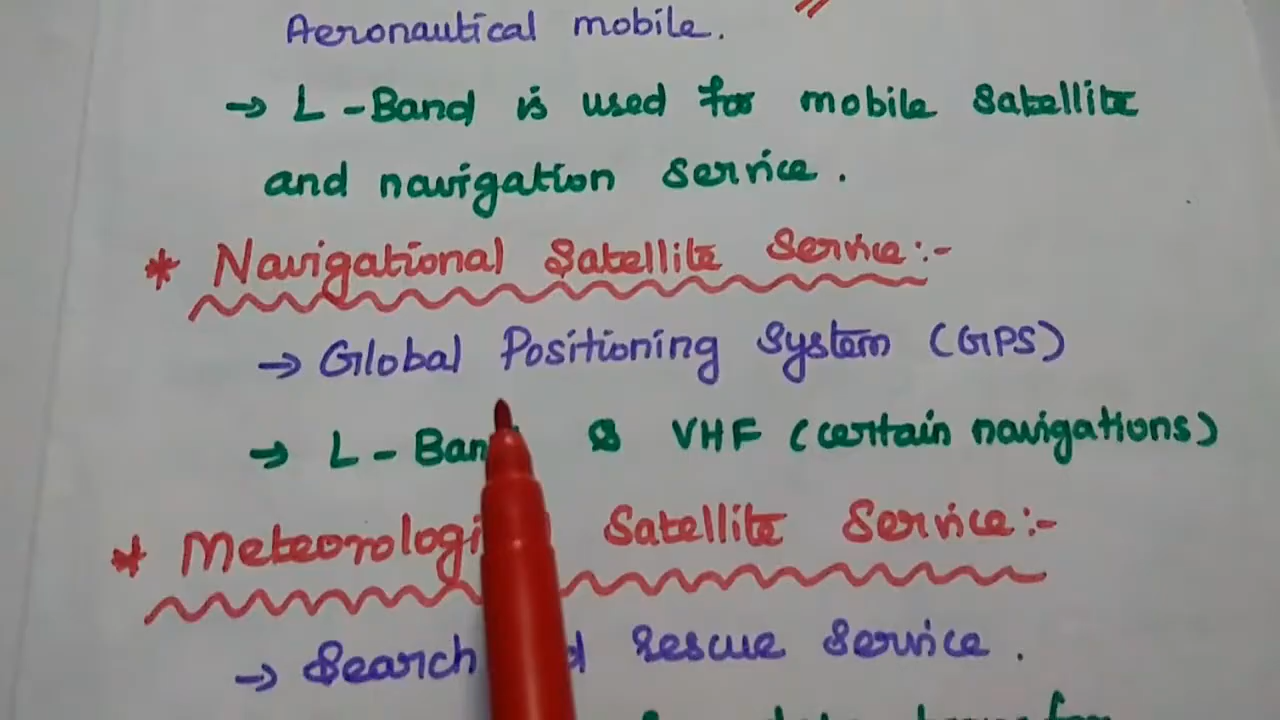 Aeronautical mobile.
→ L-Band is used for mobile Satellite
and navigation Service.
* Navigational Satellite Service:-
→ Global Positioning System (GPS)
→ L-Ban & VHF (certain navigations)
* Meteorologi Satellite Service:-
→ Search d rescue Service.